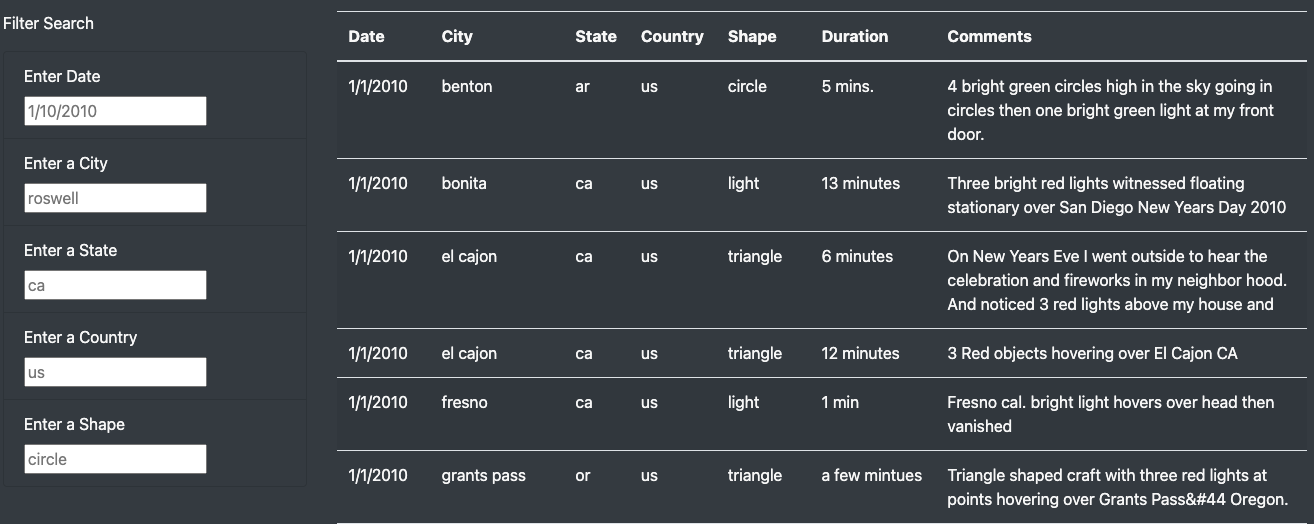 Filter Search
Enter Date
1/10/2010
Enter a City
roswell
Enter a State
ca
Enter a Country
us
Enter a Shape
circle
Date City State Country Shape Duration Comments
1/1/2010 benton ar us circle 5 mins. 4 bright green circles high in the sky going in
circles then one bright green light at my front
door.
1/1/2010 bonita ca us light 13 minutes Three bright red lights witnessed floating
stationary over San Diego New Years Day 2010
1/1/2010 el cajon ca us triangle 6 minutes On New Years Eve I went outside to hear the
celebration and fireworks in my neighbor hood.
And noticed 3 red lights above my house and
1/1/2010 el cajon ca us triangle 12 minutes 3 Red objects hovering over El Cajon CA
1/1/2010 fresno ca us light 1 min Fresno cal. bright light hovers over head then
vanished
1/1/2010 grants pass or us triangle a few mintues Triangle shaped craft with three red lights at
points hovering over Grants Pass&#44 Oregon.